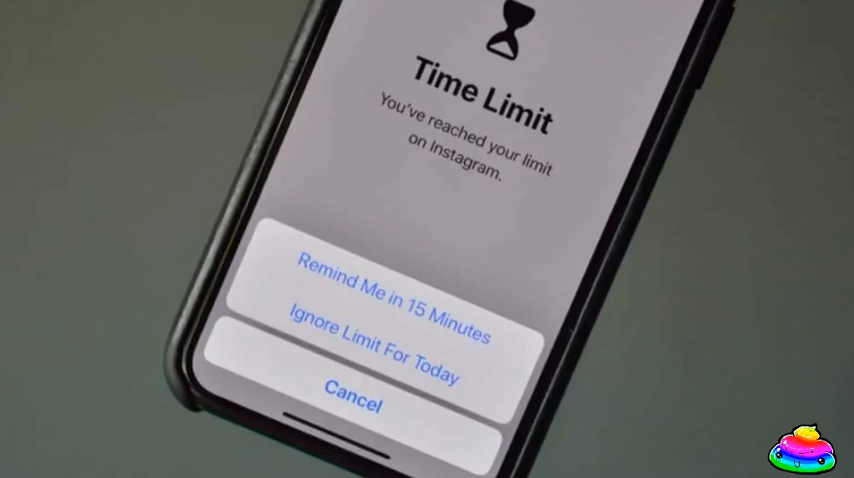 Time Limit
You've reached your limit
on Instagram.
Remind Me in 15 Minutes
Ignore Limit For Today
Cancel